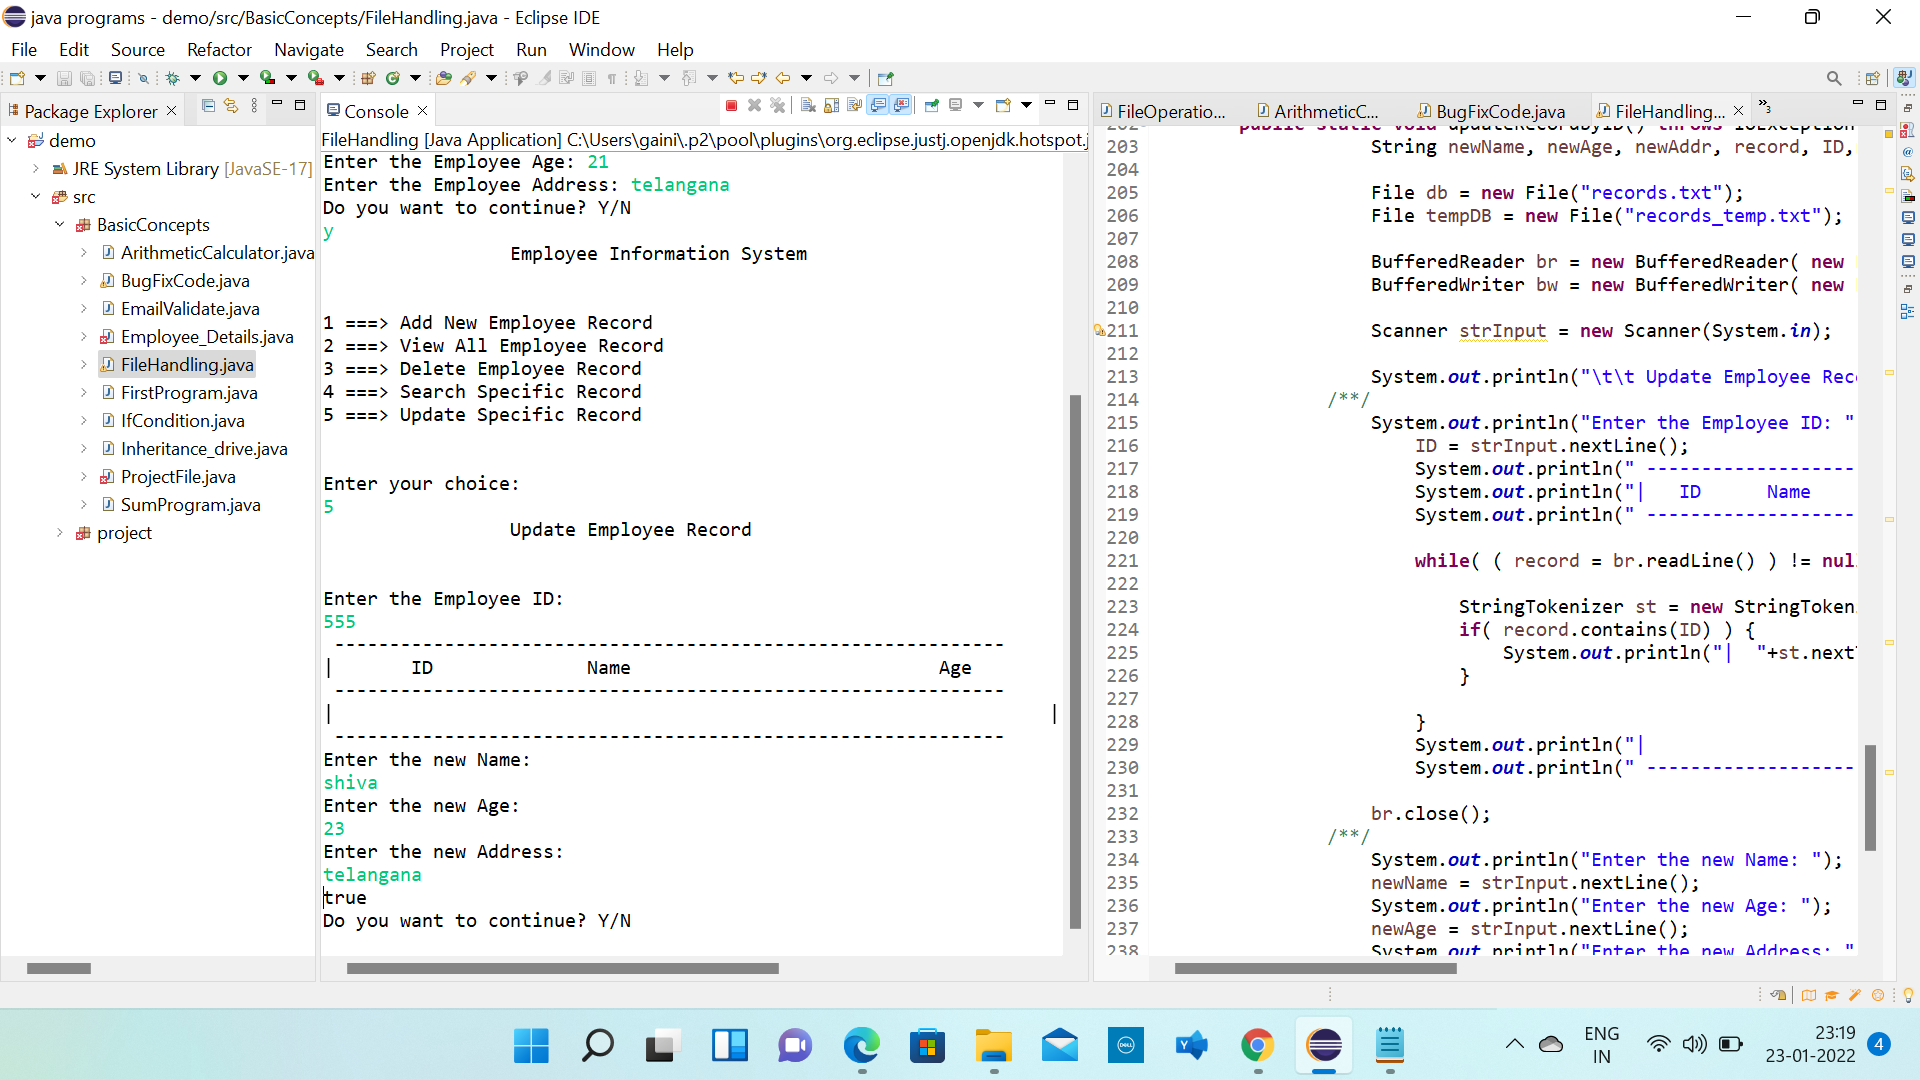 java programs - demo/src/BasicConcepts/FileHandling.java - Eclipse IDE
File Edit Source Refactor Navigate Search Project Run Window Help
Package Explorer
demo
JRE System Library [JavaSE-17]
src
BasicConcepts
ArithmeticCalculator.java
BugFixCode.java
EmailValidate.java
Employee_Details.java
FileHandling.java
FirstProgram.java
IfCondition.java
Inheritance_drive.java
ProjectFile.java
SumProgram.java
project
Console
FileHandling [Java Application] C:\Users\gaini\.p2\pool\plugins\org.eclipse.justj.openjdk.hotspot.j
Enter the Employee Age: 21
Enter the Employee Address: telangana
Do you want to continue? Y/N
y
Employee Information System
1 ===> Add New Employee Record
2 ===> View All Employee Record
3 ===> Delete Employee Record
4 ===> Search Specific Record
5 ===> Update Specific Record
Enter your choice:
5
Update Employee Record
Enter the Employee ID:
555
-------------------------------------------------------------
| ID Name Age
-------------------------------------------------------------
| |
-------------------------------------------------------------
Enter the new Name:
shiva
Enter the new Age:
23
Enter the new Address:
telangana
true
Do you want to continue? Y/N
FileOperatio... ArithmeticC... BugFixCode.java FileHandling... »3
202 public static void updateRecordbyID() throws IOException
203 String newName, newAge, newAddr, record, ID,
204
205 File db = new File("records.txt");
206 File tempDB = new File("records_temp.txt");
207
208 BufferedReader br = new BufferedReader( new
209 BufferedWriter bw = new BufferedWriter( new
210
211 Scanner strInput = new Scanner(System.in);
212
213 System.out.println("\t\t Update Employee Rec
214 /**/
215 System.out.println("Enter the Employee ID: "
216 ID = strInput.nextLine();
217 System.out.println(" -------------------
218 System.out.println("| ID Name
219 System.out.println(" -------------------
220
221 while( ( record = br.readLine() ) != nul
222
223 StringTokenizer st = new StringToken
224 if( record.contains(ID) ) {
225 System.out.println("| "+st.next
226 }
227
228 }
229 System.out.println("|
230 System.out.println(" -------------------
231
232 br.close();
233 /**/
234 System.out.println("Enter the new Name: ");
235 newName = strInput.nextLine();
236 System.out.println("Enter the new Age: ");
237 newAge = strInput.nextLine();
238 System.out.println("Enter the new Address: "
DELL
ENG
IN
23:19
23-01-2022
4